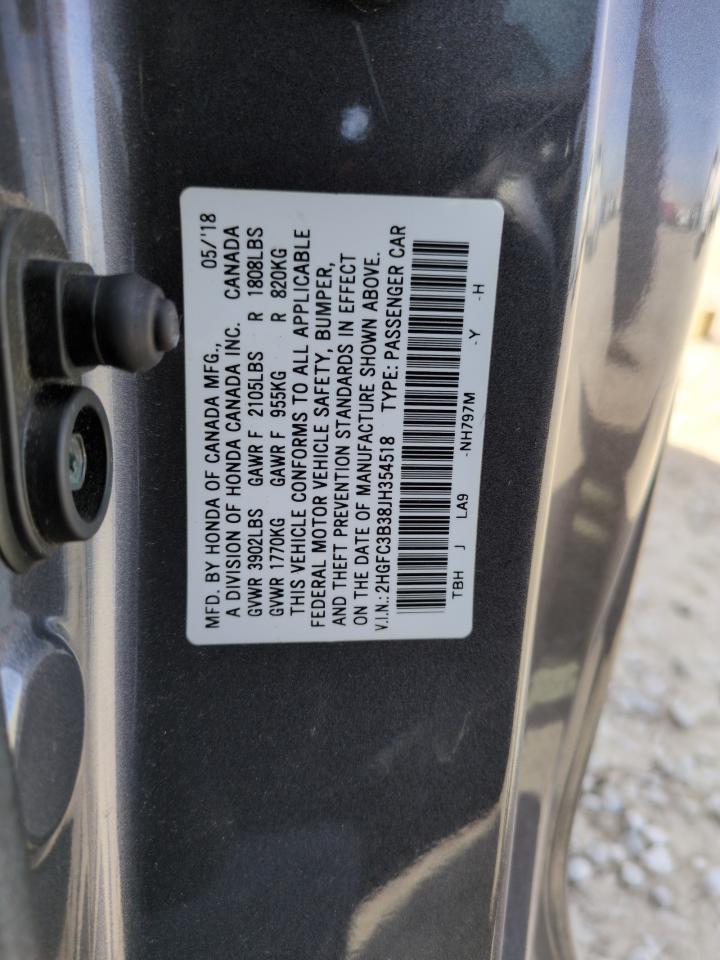 MFD. BY HONDA OF CANADA MFG., 05/'18
A DIVISION OF HONDA CANADA INC. CANADA
GVWR 3902LBS GAWR F 2105LBS R 1808LBS
GVWR 1770KG GAWR F 955KG R 820KG
THIS VEHICLE CONFORMS TO ALL APPLICABLE
FEDERAL MOTOR VEHICLE SAFETY, BUMPER,
AND THEFT PREVENTION STANDARDS IN EFFECT
ON THE DATE OF MANUFACTURE SHOWN ABOVE.
V.I.N.: 2HGFC3B38JH354518 TYPE: PASSENGER CAR
TBH J LA9 -NH797M -Y -H